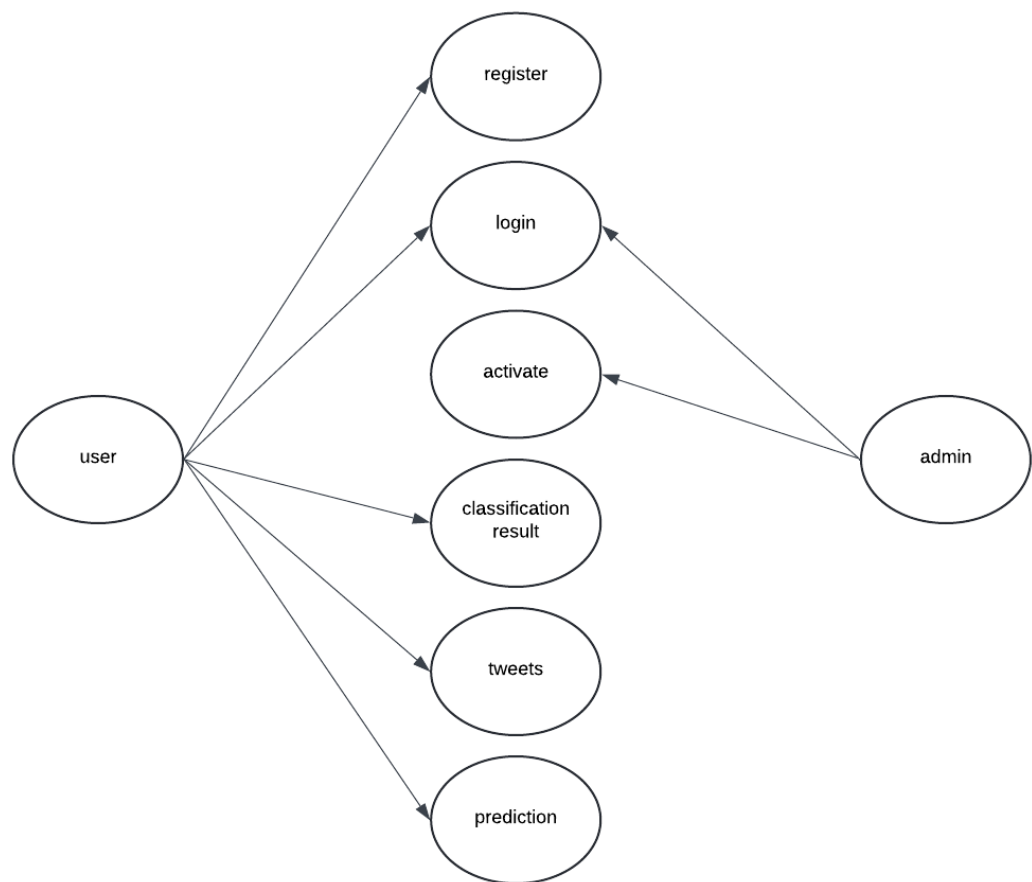 register
login
activate
user
admin
classification
result
tweets
prediction